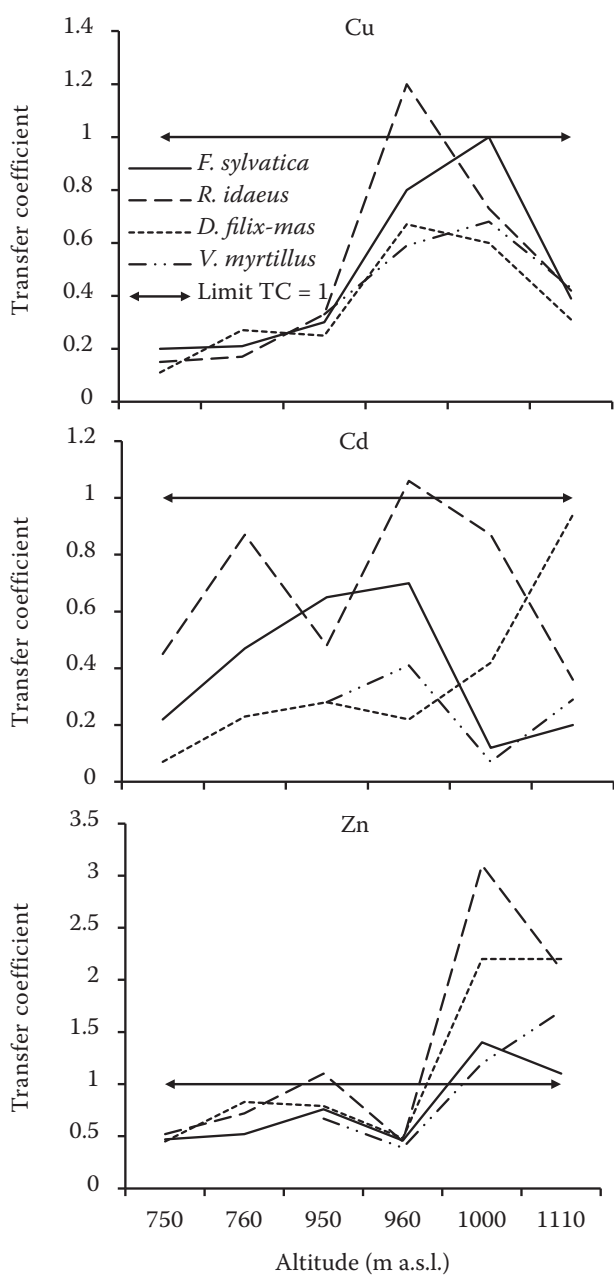 Cu
Transfer coefficient
1.4
1.2
1
0.8
0.6
0.4
0.2
0
F. sylvatica
R. idaeus
D. filix-mas
V. myrtillus
Limit TC = 1
Cd
Transfer coefficient
1.2
1
0.8
0.6
0.4
0.2
0
Zn
Transfer coefficient
3.5
3
2.5
2
1.5
1
0.5
0
750 760 950 960 1000 1110
Altitude (m a.s.l.)